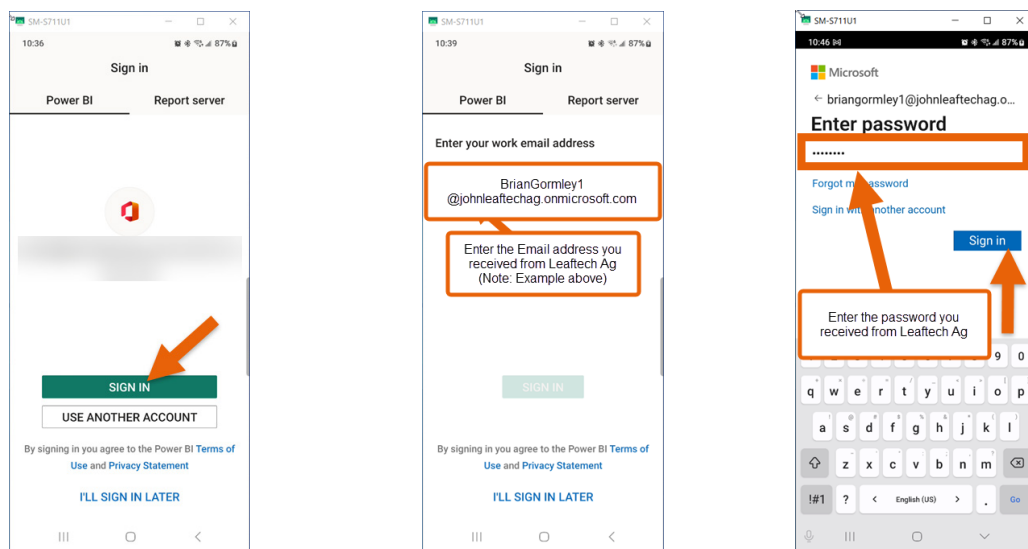 SM-S711U1
10:36
87%
Sign in
Power BI Report server
SIGN IN
USE ANOTHER ACCOUNT
By signing in you agree to the Power BI Terms of
Use and Privacy Statement
I'LL SIGN IN LATER
SM-S711U1
10:39
87%
Sign in
Power BI Report server
Enter your work email address
BrianGormley1
@johnleaftechag.onmicrosoft.com
Enter the Email address you
received from Leaftech Ag
(Note: Example above)
SIGN IN
By signing in you agree to the Power BI Terms of
Use and Privacy Statement
I'LL SIGN IN LATER
SM-S711U1
10:46
87%
Microsoft
briangormley1@johnleaftechag.o...
Enter password
........
Forgot my password
Sign in with another account
Sign in
Enter the password you
received from Leaftech Ag
9 0
q w e r t y u i o p
a s d f g h j k l
z x c v b n m
!#1 ? < English (US) > . Go